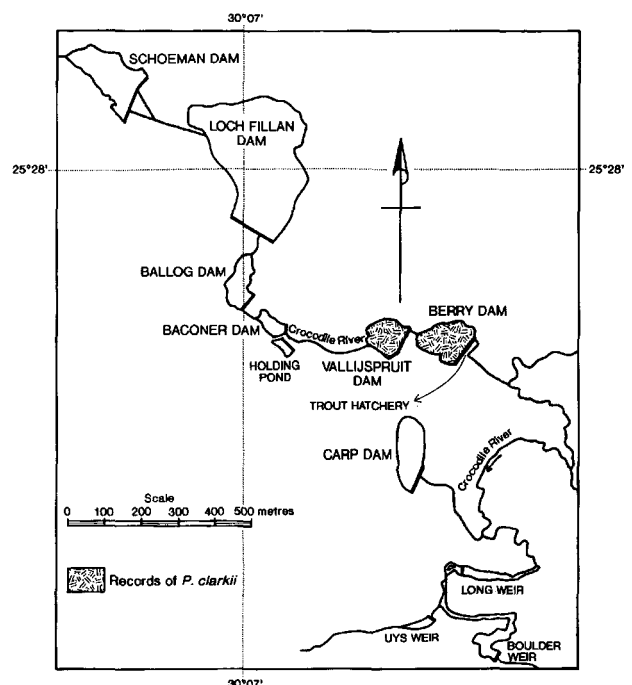 30°07'
SCHOEMAN DAM
LOCH FILLAN
DAM
25°28'
25°28'
BALLOG DAM
BERRY DAM
BACONER DAM
Crocodile River
HOLDING
POND
VALLIJSPRUIT
DAM
TROUT HATCHERY
CARP DAM
Crocodile River
Scale
0 100 200 300 400 500 metres
Records of P. clarkii
LONG WEIR
UYS WEIR
BOULDER
WEIR
30°07'